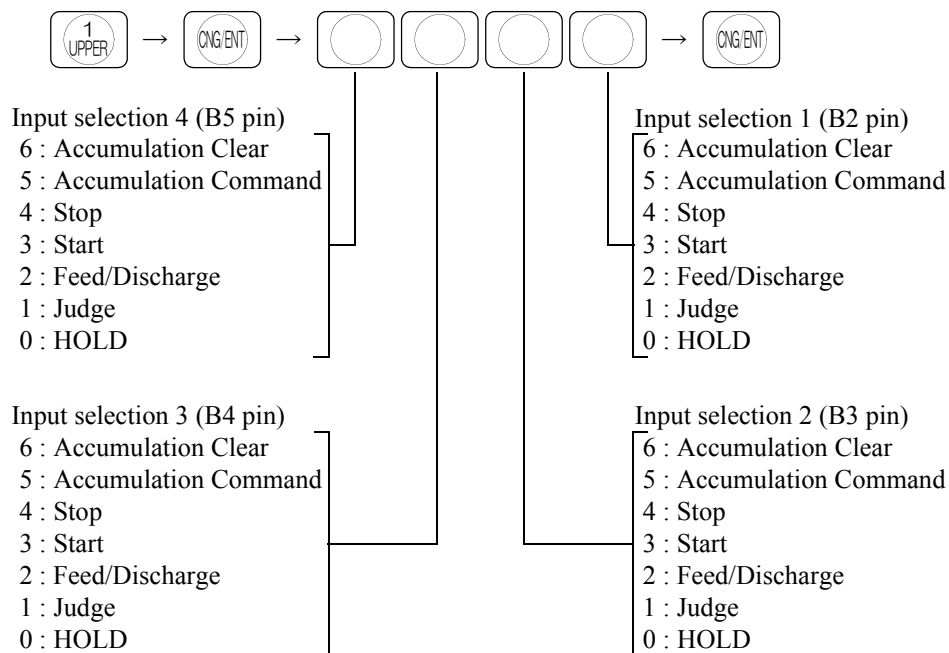 1
UPPER → CNG/ENT → → CNG/ENT
Input selection 4 (B5 pin)
6 : Accumulation Clear
5 : Accumulation Command
4 : Stop
3 : Start
2 : Feed/Discharge
1 : Judge
0 : HOLD
Input selection 1 (B2 pin)
6 : Accumulation Clear
5 : Accumulation Command
4 : Stop
3 : Start
2 : Feed/Discharge
1 : Judge
0 : HOLD
Input selection 3 (B4 pin)
6 : Accumulation Clear
5 : Accumulation Command
4 : Stop
3 : Start
2 : Feed/Discharge
1 : Judge
0 : HOLD
Input selection 2 (B3 pin)
6 : Accumulation Clear
5 : Accumulation Command
4 : Stop
3 : Start
2 : Feed/Discharge
1 : Judge
0 : HOLD